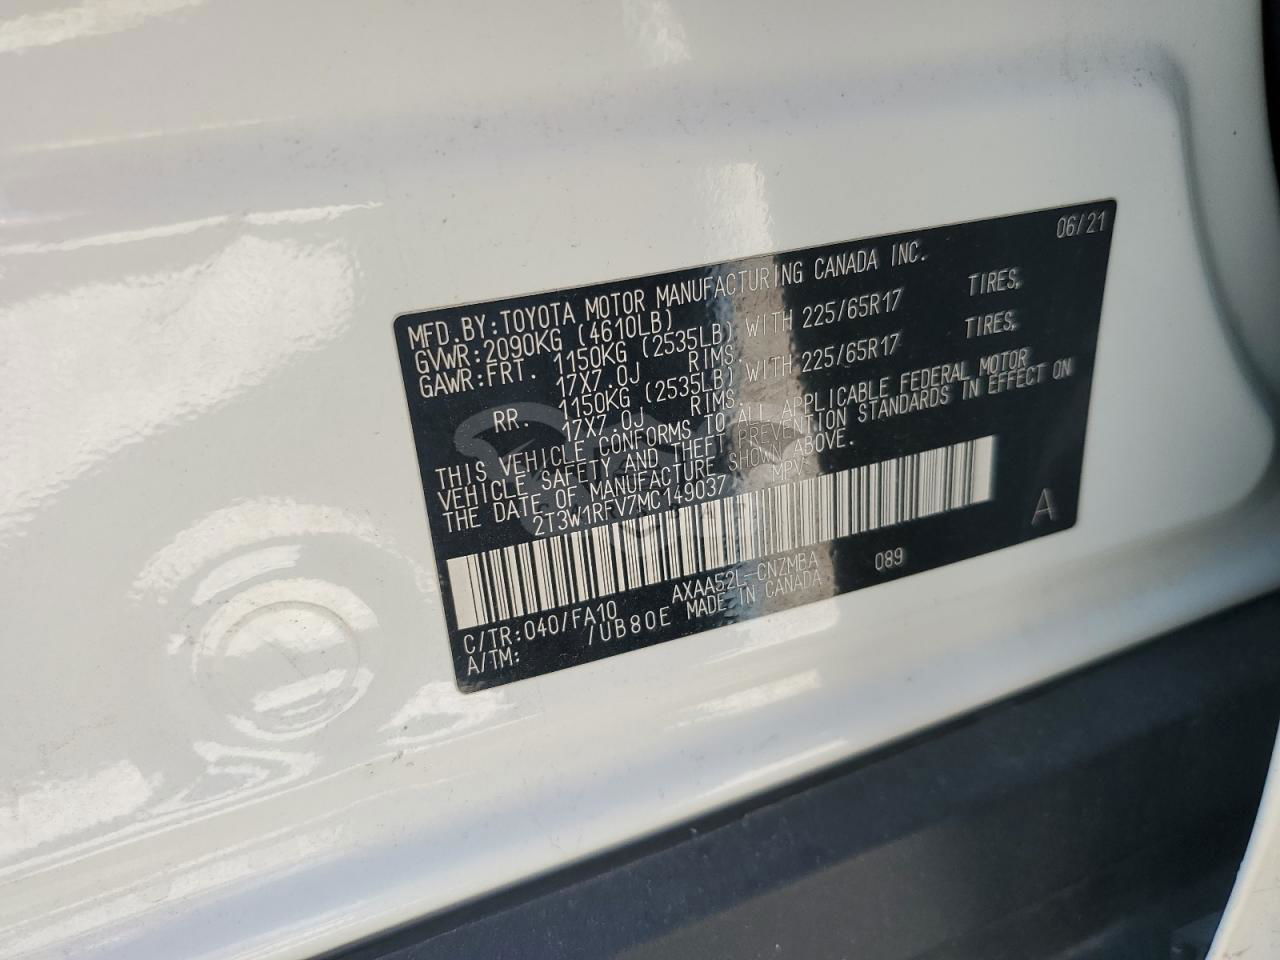 MFD.BY:TOYOTA MOTOR MANUFACTURING CANADA INC. 06/21
GVWR:2090KG (4610LB)
GAWR:FRT. 1150KG (2535LB) WITH 225/65R17 TIRES,
17X7.0J RIMS.
RR. 1150KG (2535LB) WITH 225/65R17 TIRES,
17X7.0J RIMS.
THIS VEHICLE CONFORMS TO ALL APPLICABLE FEDERAL MOTOR
VEHICLE SAFETY AND THEFT PREVENTION STANDARDS IN EFFECT ON
THE DATE OF MANUFACTURE SHOWN ABOVE.
2T3W1RFV7MC149037 MPV
A
AXAA52L-CNZMBA 089
C/TR:040/FA10 MADE IN CANADA
A/TM: /UB80E